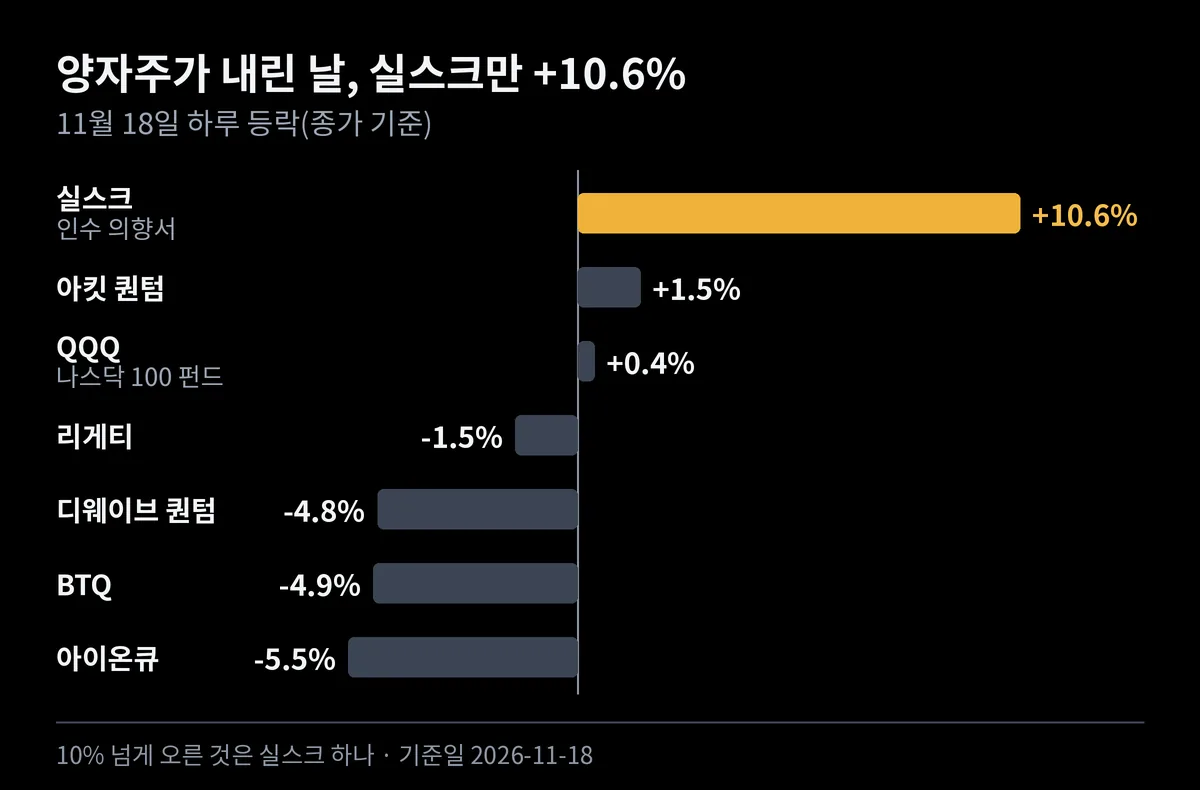 양자주가 내린 날, 실스크만 +10.6%
11월 18일 하루 등락(종가 기준)
실스크
인수 의향서
+10.6%
아킷 퀀텀
+1.5%
QQQ
나스닥 100 펀드
+0.4%
리게티
-1.5%
디웨이브 퀀텀
-4.8%
BTQ
-4.9%
아이온큐
-5.5%
10% 넘게 오른 것은 실스크 하나 · 기준일 2026-11-18